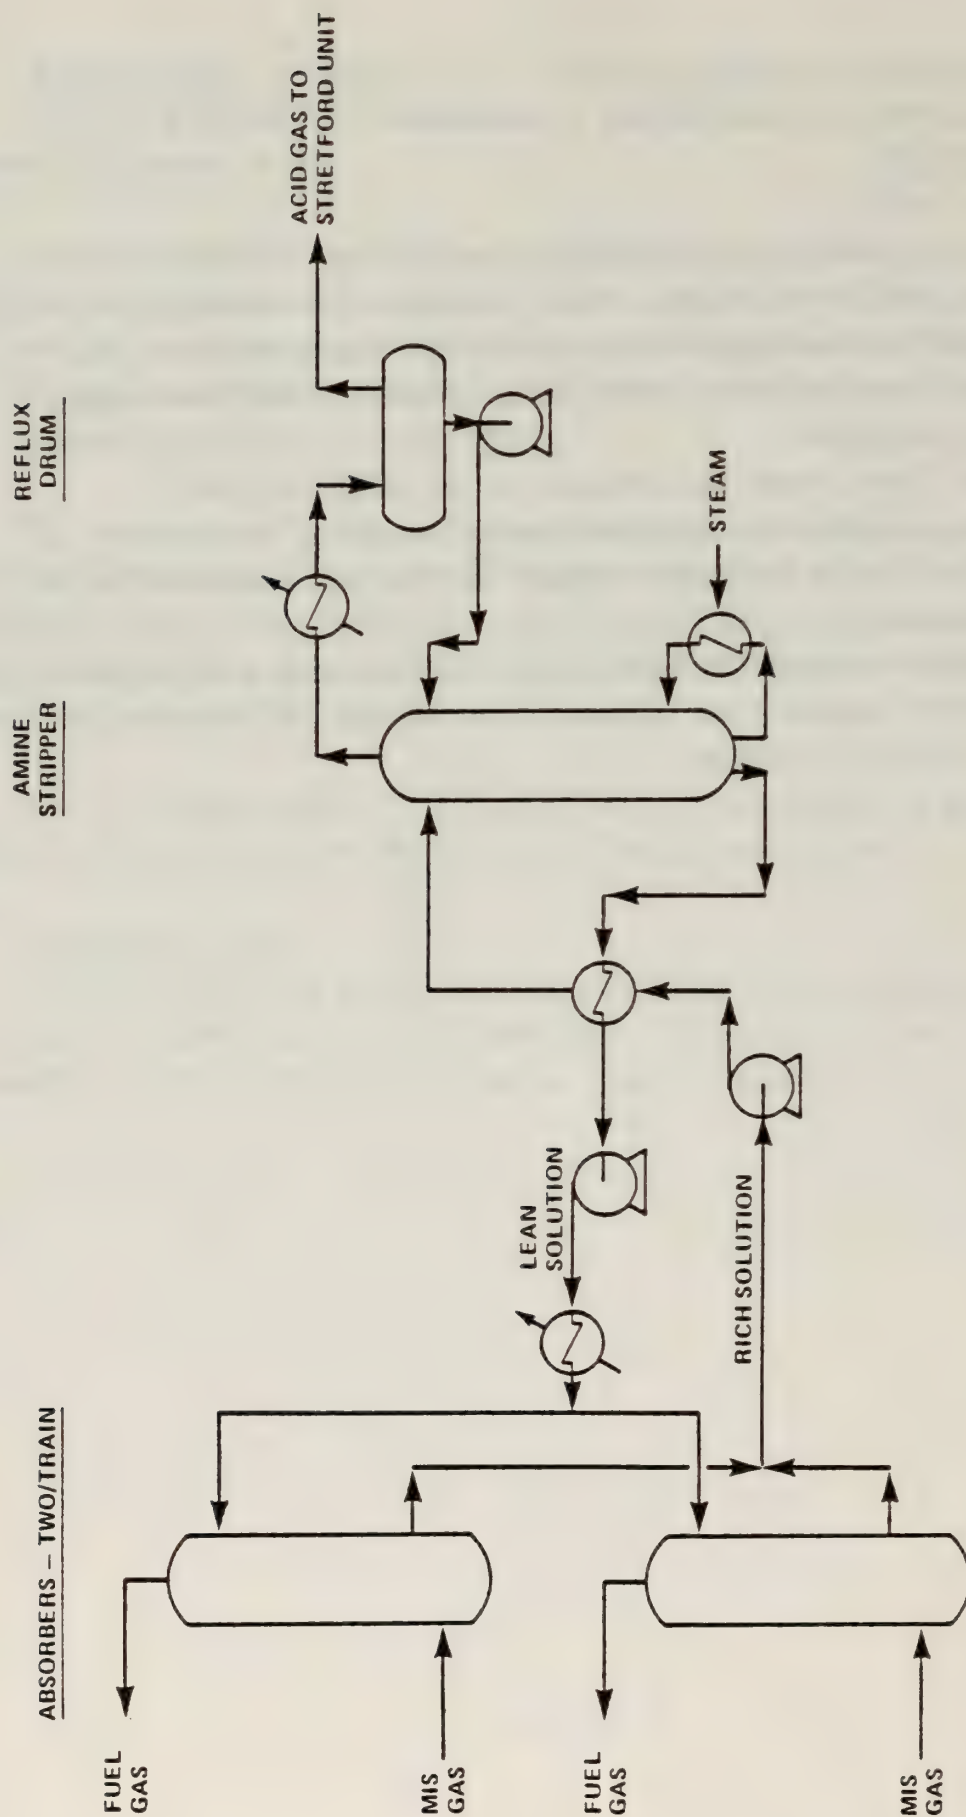 ABSORBERS – TWO/TRAIN
AMINE
STRIPPER
REFLUX
DRUM
FUEL
GAS
MIS
GAS
FUEL
GAS
MIS
GAS
LEAN
SOLUTION
RICH SOLUTION
STEAM
ACID GAS TO
STRETFORD UNIT